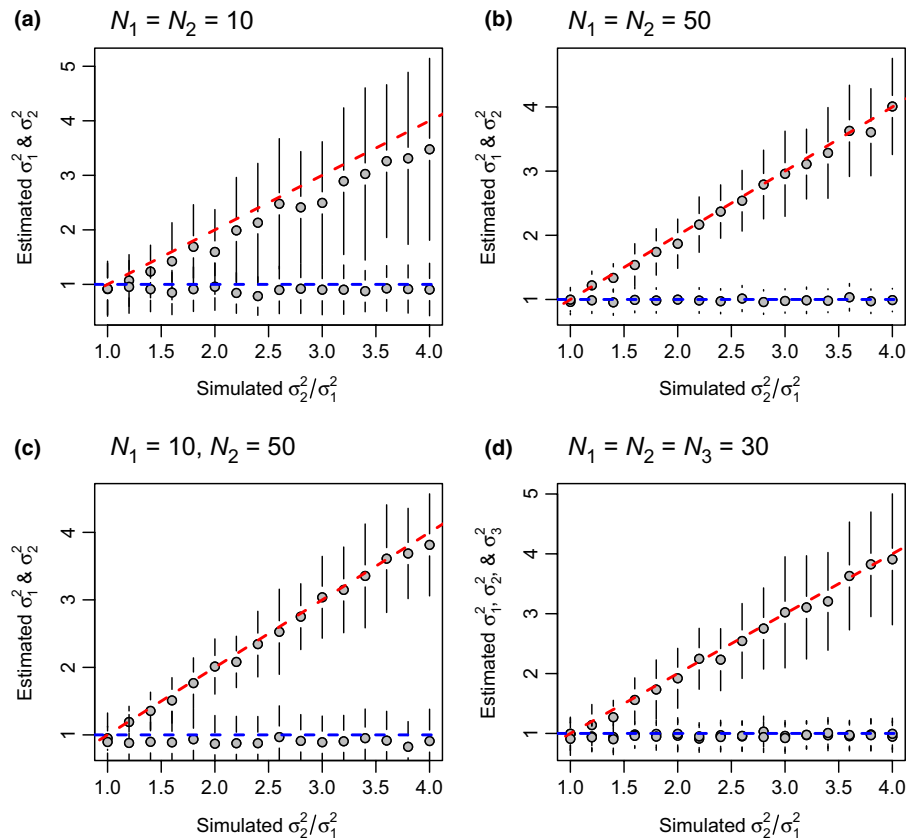 (a) N₁ = N₂ = 10
Estimated σ₁² & σ₂²
5
4
3
2
1
1.0 1.5 2.0 2.5 3.0 3.5 4.0
Simulated σ₂²/σ₁²
(b) N₁ = N₂ = 50
Estimated σ₁² & σ₂²
4
3
2
1
1.0 1.5 2.0 2.5 3.0 3.5 4.0
Simulated σ₂²/σ₁²
(c) N₁ = 10, N₂ = 50
Estimated σ₁² & σ₂²
4
3
2
1
1.0 1.5 2.0 2.5 3.0 3.5 4.0
Simulated σ₂²/σ₁²
(d) N₁ = N₂ = N₃ = 30
Estimated σ₁², σ₂², & σ₃²
5
4
3
2
1
1.0 1.5 2.0 2.5 3.0 3.5 4.0
Simulated σ₂²/σ₁²